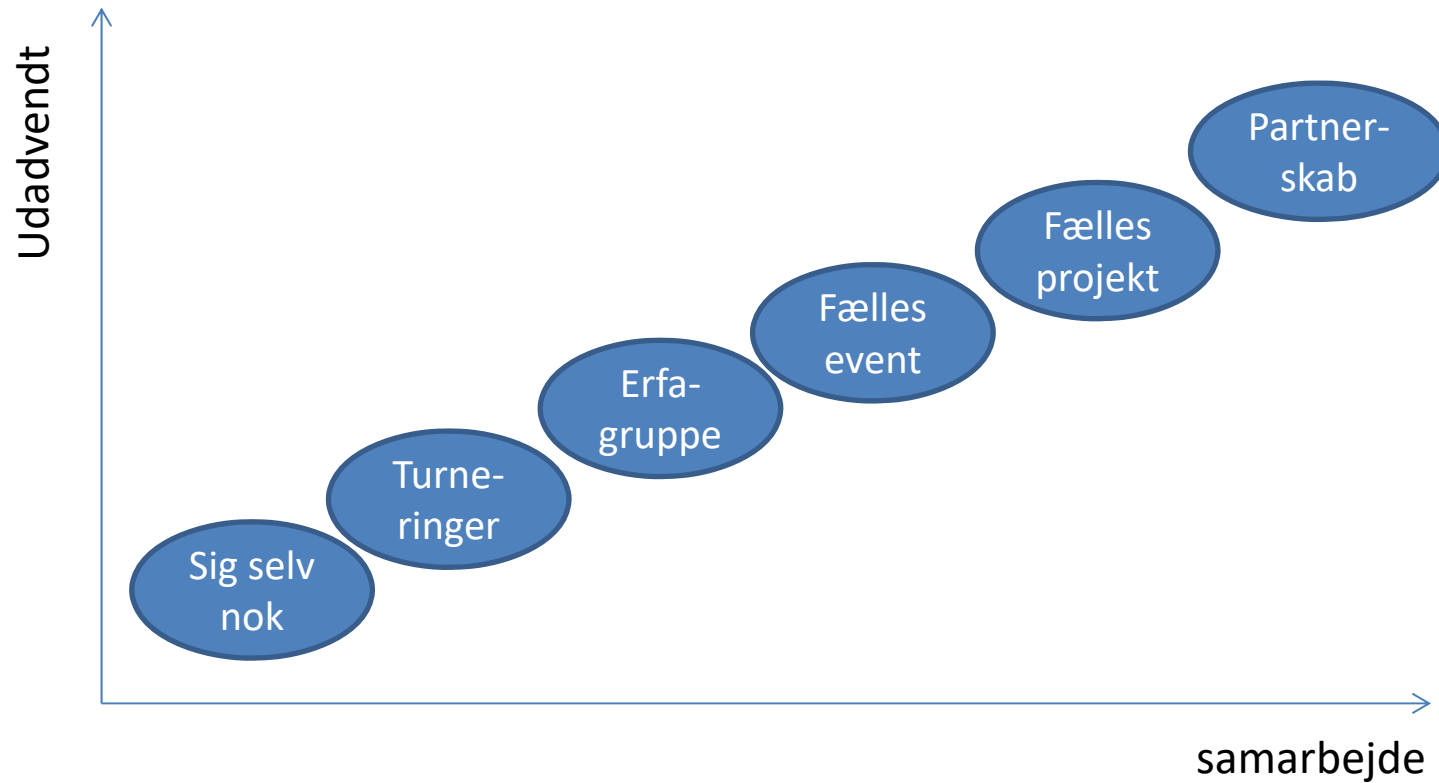 Udadvendt
Partner-
skab
Fælles
projekt
Fælles
event
Erfa-
gruppe
Turne-
ringer
Sig selv
nok
samarbejde